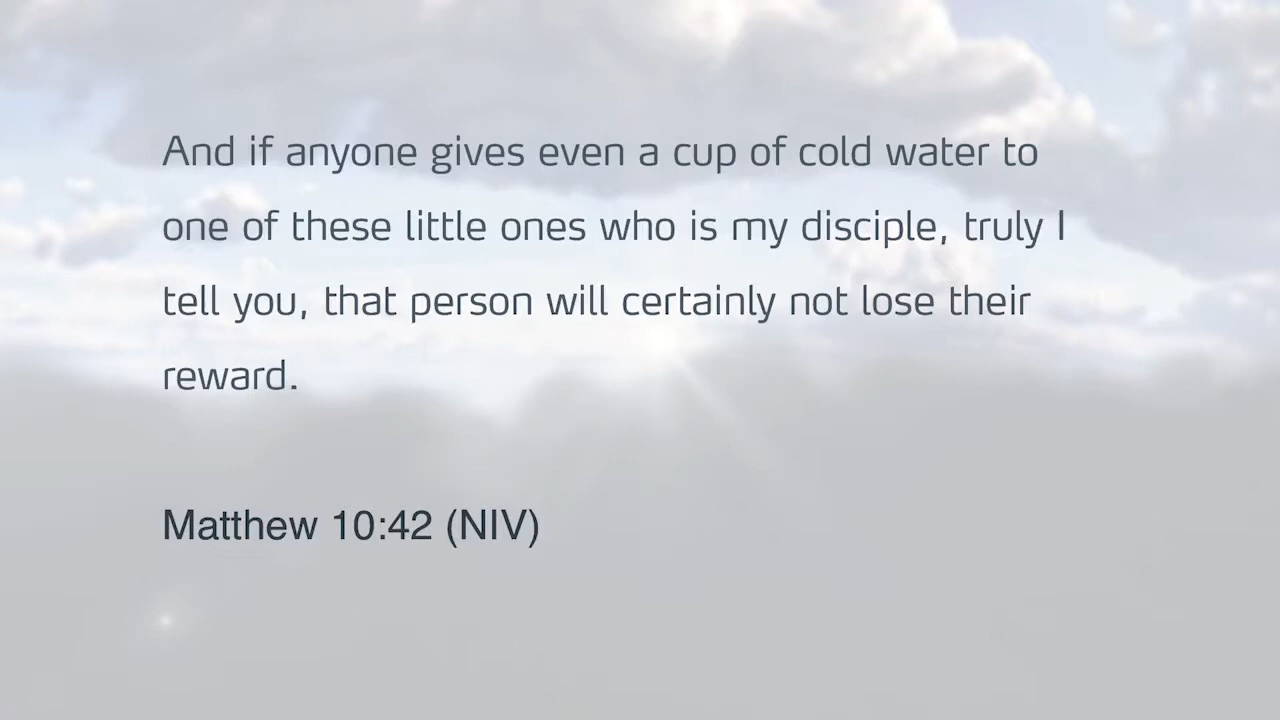 And if anyone gives even a cup of cold water to
one of these little ones who is my disciple, truly I
tell you, that person will certainly not lose their
reward.
Matthew 10:42 (NIV)